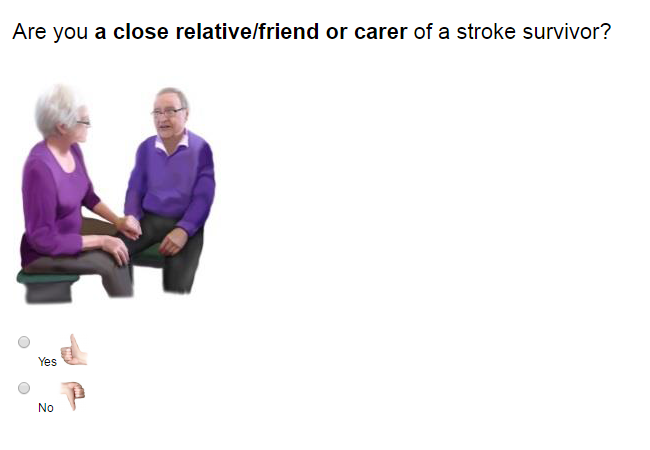 Are you a close relative/friend or carer of a stroke survivor?
Yes
No